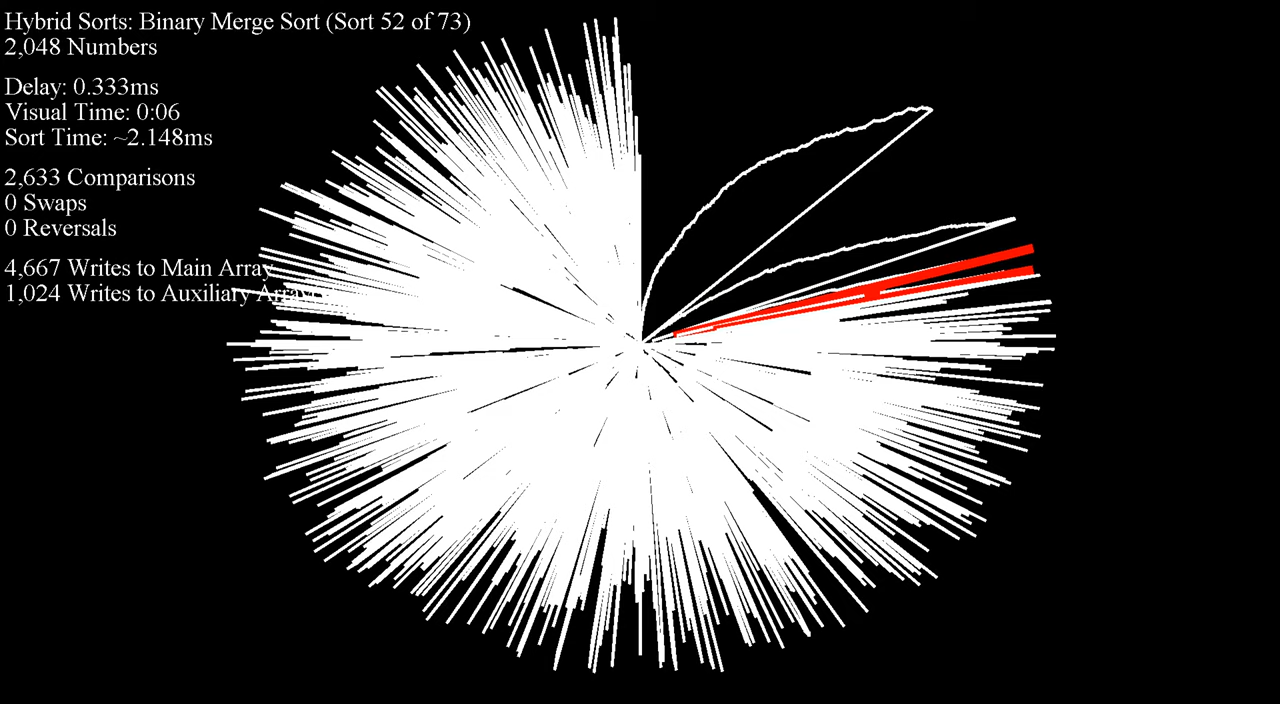 Hybrid Sorts: Binary Merge Sort (Sort 52 of 73)
2,048 Numbers
Delay: 0.333ms
Visual Time: 0:06
Sort Time: ~2.148ms
2,633 Comparisons
0 Swaps
0 Reversals
4,667 Writes to Main Array
1,024 Writes to Auxiliary Array